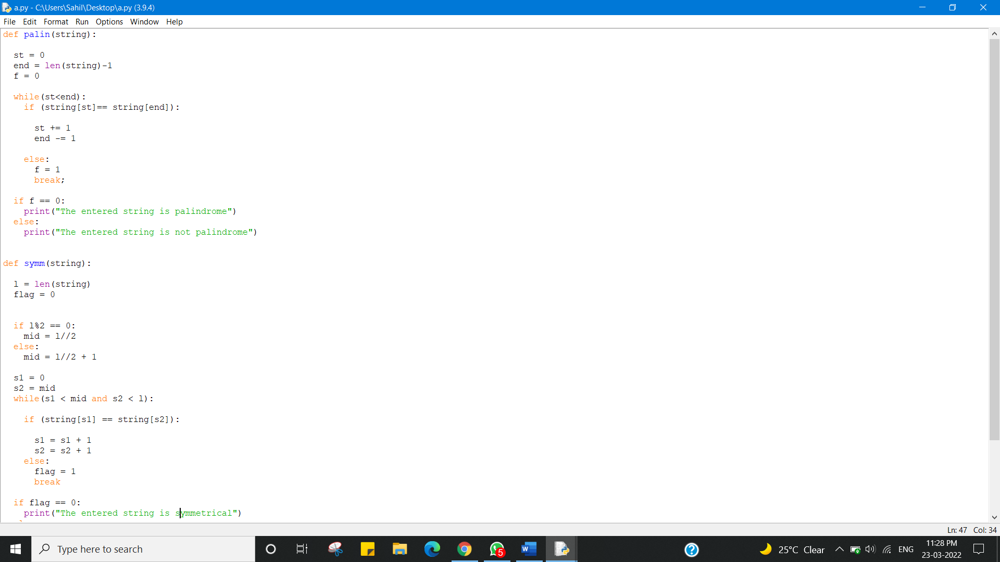 a.py - C:\Users\Sahil\Desktop\a.py (3.9.4)
File Edit Format Run Options Window Help
def palin(string):
st = 0
end = len(string)-1
f = 0
while(st<end):
if (string[st]== string[end]):
st += 1
end -= 1
else:
f = 1
break;
if f == 0:
print("The entered string is palindrome")
else:
print("The entered string is not palindrome")
def symm(string):
l = len(string)
flag = 0
if l%2 == 0:
mid = l//2
else:
mid = l//2 + 1
s1 = 0
s2 = mid
while(s1 < mid and s2 < l):
if (string[s1] == string[s2]):
s1 = s1 + 1
s2 = s2 + 1
else:
flag = 1
break
if flag == 0:
print("The entered string is symmetrical")
Ln: 47 Col: 34
Type here to search
5
W
25°C Clear
ENG
11:28 PM
23-03-2022